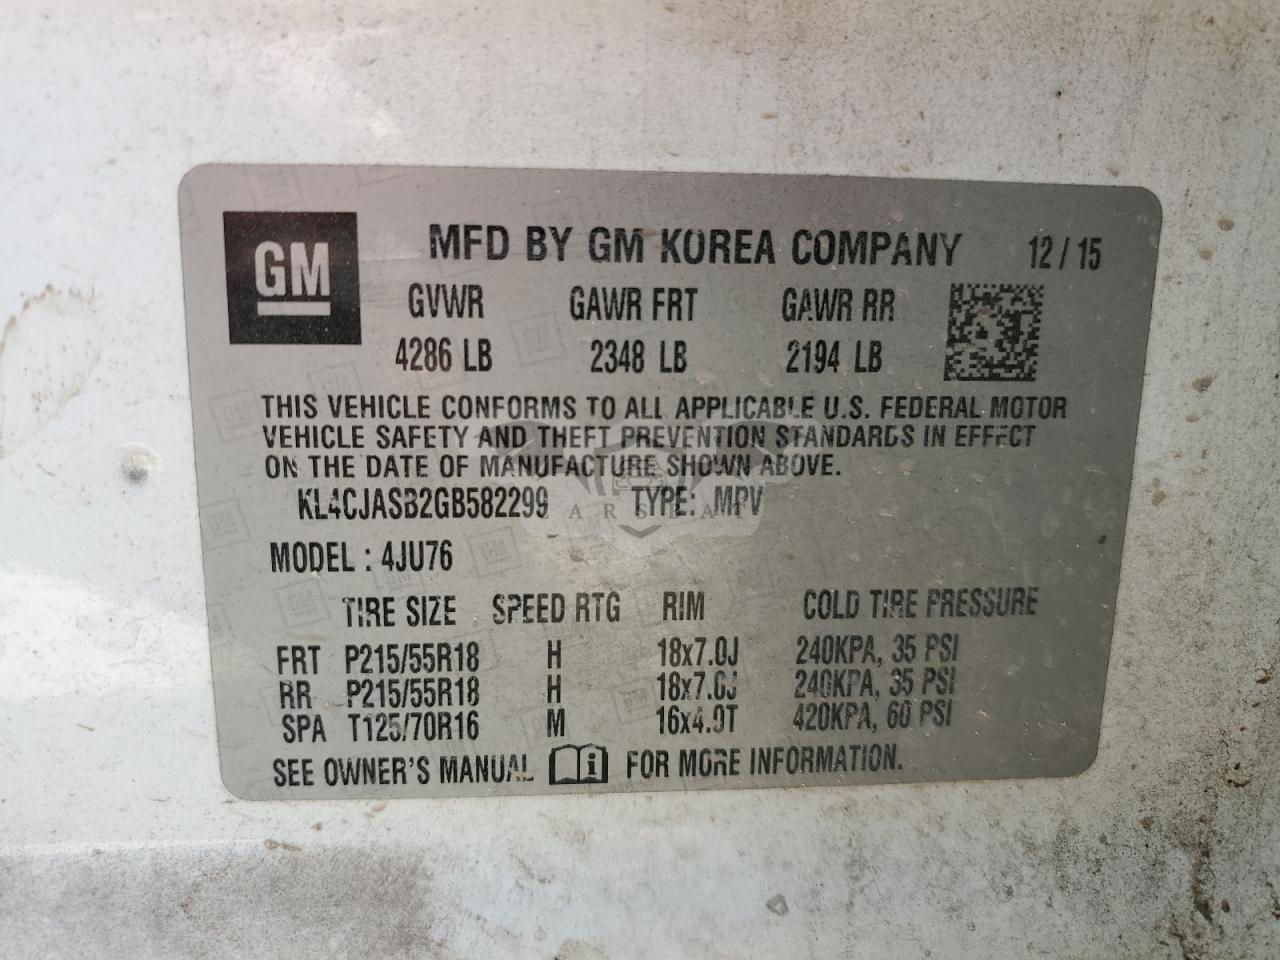 GM
MFD BY GM KOREA COMPANY 12/15
GVWR GAWR FRT GAWR RR
4286 LB 2348 LB 2194 LB
THIS VEHICLE CONFORMS TO ALL APPLICABLE U.S. FEDERAL MOTOR
VEHICLE SAFETY AND THEFT PREVENTION STANDARDS IN EFFECT
ON THE DATE OF MANUFACTURE SHOWN ABOVE.
KL4CJASB2GB582299 TYPE: MPV
MODEL : 4JU76
TIRE SIZE SPEED RTG RIM COLD TIRE PRESSURE
FRT P215/55R18 H 18x7.0J 240KPA, 35 PSI
RR P215/55R18 H 18x7.0J 240KPA, 35 PSI
SPA T125/70R16 M 16x4.0T 420KPA, 60 PSI
SEE OWNER'S MANUAL i FOR MORE INFORMATION.